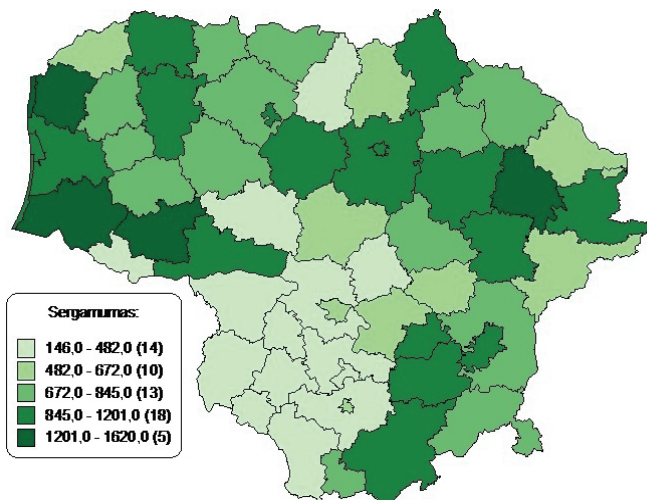 Sergamumas:
146,0 - 482,0 (14)
482,0 - 672,0 (10)
672,0 - 845,0 (13)
845,0 - 1201,0 (18)
1201,0 - 1620,0 (5)